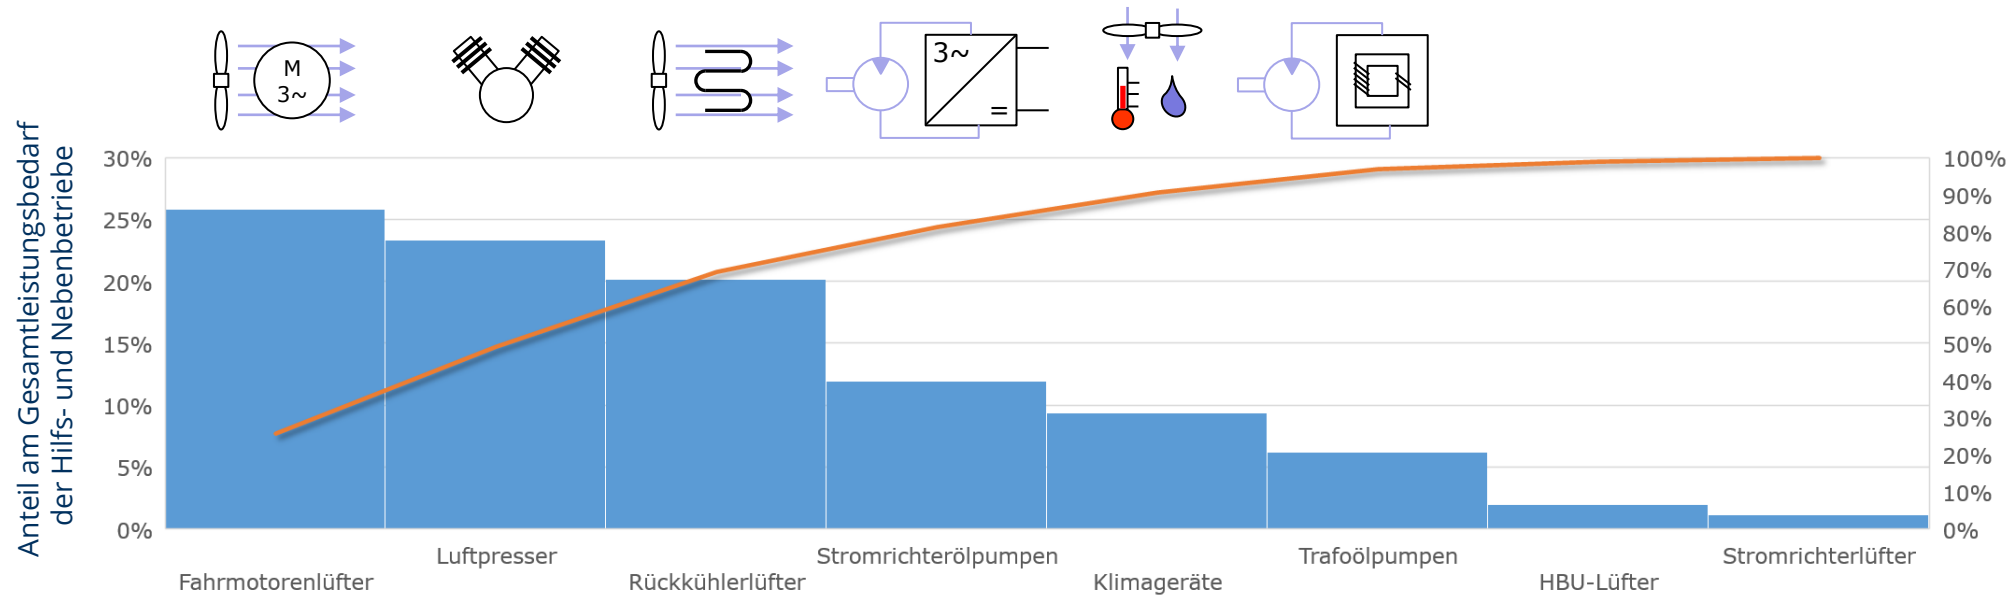 M
3~
3~
=
Anteil am Gesamtleistungsbedarf
der Hilfs- und Nebenbetriebe
30%
25%
20%
15%
10%
5%
0%
100%
90%
80%
70%
60%
50%
40%
30%
20%
10%
0%
Fahrmotorenlüfter
Luftpresser
Rückkühlerlüfter
Stromrichterölpumpen
Klimageräte
Trafoölpumpen
HBU-Lüfter
Stromrichterlüfter